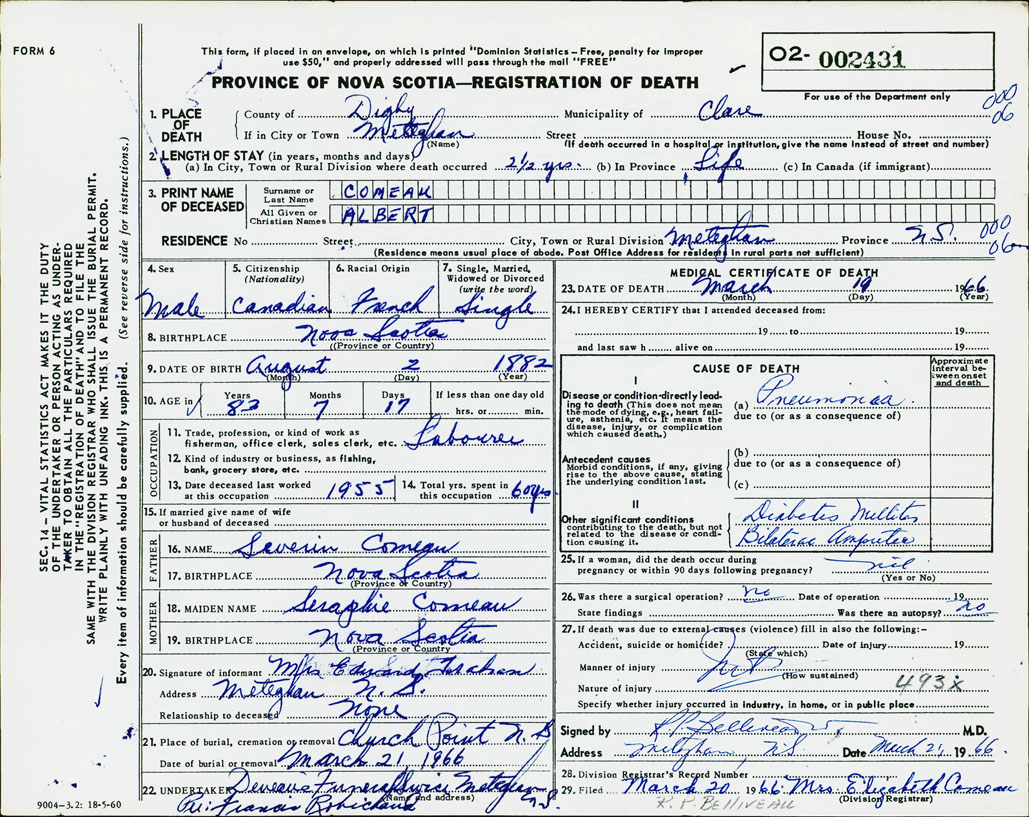 FORM 6
This form, if placed in an envelope, on which is printed "Dominion Statistics – Free, penalty for improper
use $50," and properly addressed will pass through the mail "FREE"
PROVINCE OF NOVA SCOTIA—REGISTRATION OF DEATH
O2- 002431
For use of the Department only
1. PLACE OF DEATH
County of Digby Municipality of Clare
000 06
If in City or Town Meteghan Street House No.
(Name) (If death occurred in a hospital or institution, give the name instead of street and number)
2. LENGTH OF STAY (in years, months and days)
(a) In City, Town or Rural Division where death occurred 2 1/2 yrs. (b) In Province Life (c) In Canada (if immigrant)
3. PRINT NAME OF DECEASED
Surname or Last Name COMEAU
All Given or Christian Names ALBERT
RESIDENCE No Street City, Town or Rural Division Meteghan Province N.S.
000 06
(Residence means usual place of abode. Post Office Address for residents in rural parts not sufficient)
4. Sex Male
5. Citizenship (Nationality) Canadian
6. Racial Origin French
7. Single, Married, Widowed or Divorced (write the word) Single
8. BIRTHPLACE Nova Scotia
(Province or Country)
9. DATE OF BIRTH August 2 1882
(Month) (Day) (Year)
10. AGE in Years 83 Months 7 Days 17 If less than one day old hrs. or min.
OCCUPATION
11. Trade, profession, or kind of work as fisherman, office clerk, sales clerk, etc. Labourer
12. Kind of industry or business, as fishing, bank, grocery store, etc.
13. Date deceased last worked at this occupation 1955
14. Total yrs. spent in this occupation 60 yrs
15. If married give name of wife or husband of deceased
FATHER
16. NAME Severin Comeau
17. BIRTHPLACE Nova Scotia
(Province or Country)
MOTHER
18. MAIDEN NAME Seraphie Comeau
19. BIRTHPLACE Nova Scotia
(Province or Country)
20. Signature of informant Mrs Edward
Address Meteghan N.S.
Relationship to deceased None
21. Place of burial, cremation or removal Church Point N.S
Date of burial or removal March 21, 1966
22. UNDERTAKER Funeral Service Meteghan N.S.
(Name and address)
Per: Francis Robichaud
9004–3.2: 18-5-60
MEDICAL CERTIFICATE OF DEATH
23. DATE OF DEATH March 19 1966
(Month) (Day) (Year)
24. I HEREBY CERTIFY that I attended deceased from:
19 to 19
and last saw h alive on 19
CAUSE OF DEATH
Approximate interval between onset and death
I
Disease or condition directly leading to death (This does not mean the mode of dying, e.g., heart failure, asthenia, etc. It means the disease, injury, or complication which caused death.)
(a) Pneumonia
due to (or as a consequence of)
Antecedent causes
Morbid conditions, if any, giving rise to the above cause, stating the underlying condition last.
(b)
due to (or as a consequence of)
(c)
II
Other significant conditions contributing to the death, but not related to the disease or condition causing it.
Diabetes Mellitis
Bilateral Amputee
25. If a woman, did the death occur during pregnancy or within 90 days following pregnancy? nil
(Yes or No)
26. Was there a surgical operation? no Date of operation 19
State findings Was there an autopsy? no
27. If death was due to external causes (violence) fill in also the following:–
Accident, suicide or homicide? Date of injury 19
(State which)
Manner of injury
(How sustained)
Nature of injury 493X
Specify whether injury occurred in industry, in home, or in public place
Signed by R.P. Belliveau M.D.
Address Meteghan N.S. Date March 21, 1966.
28. Division Registrar's Record Number
29. Filed March 20 1966. Mrs. Elizabeth Comeau
(Division Registrar)
R. P. BELLIVEAU
SEC. 14 – VITAL STATISTICS ACT MAKES IT THE DUTY
OF THE UNDERTAKER OR PERSON ACTING AS UNDER-
TAKER TO OBTAIN ALL THE PARTICULARS REQUIRED
IN THE "REGISTRATION OF DEATH" AND TO FILE THE
SAME WITH THE DIVISION REGISTRAR WHO SHALL ISSUE THE BURIAL PERMIT.
WRITE PLAINLY WITH UNFADING INK. THIS IS A PERMANENT RECORD.
Every item of information should be carefully supplied. (See reverse side for instructions.)